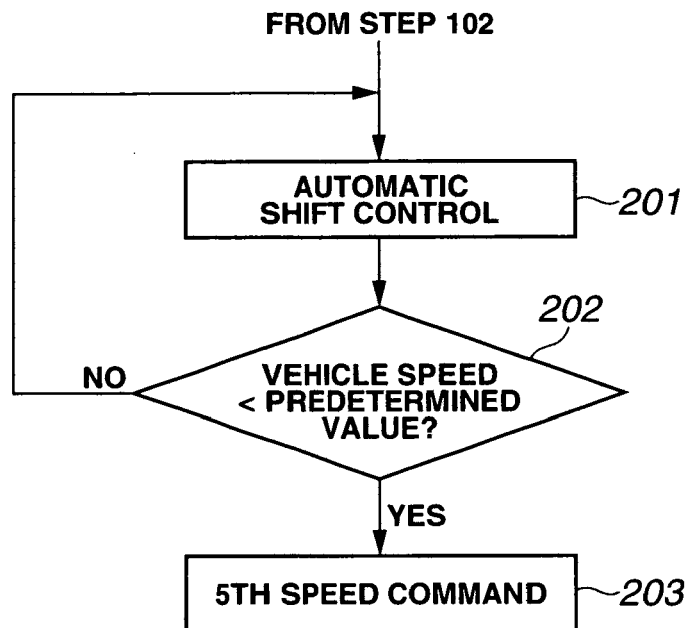 FROM STEP 102
AUTOMATIC
SHIFT CONTROL
201
202
VEHICLE SPEED
< PREDETERMINED
VALUE?
NO
YES
5TH SPEED COMMAND
203